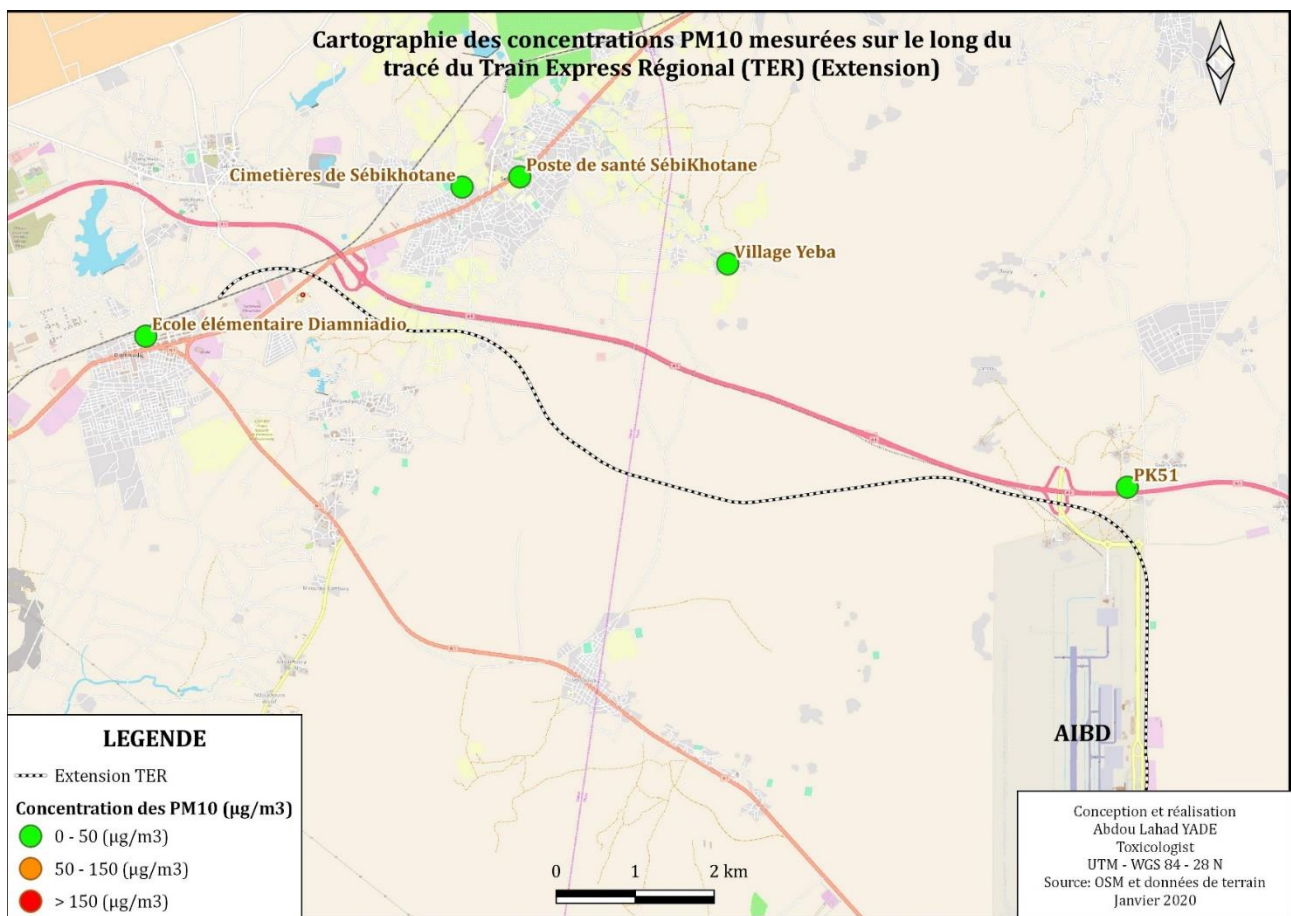 Cartographie des concentrations PM10 mesurées sur le long du
tracé du Train Express Régional (TER) (Extension)
Cimetières de Sébikhotane
Poste de santé SébiKhotane
Village Yeba
Ecole élémentaire Diamniadio
PK51
AIBD
LEGENDE
Extension TER
Concentration des PM10 (µg/m3)
0 - 50 (µg/m3)
50 - 150 (µg/m3)
> 150 (µg/m3)
0 1 2 km
Conception et réalisation
Abdou Lahad YADE
Toxicologist
UTM - WGS 84 - 28 N
Source: OSM et données de terrain
Janvier 2020